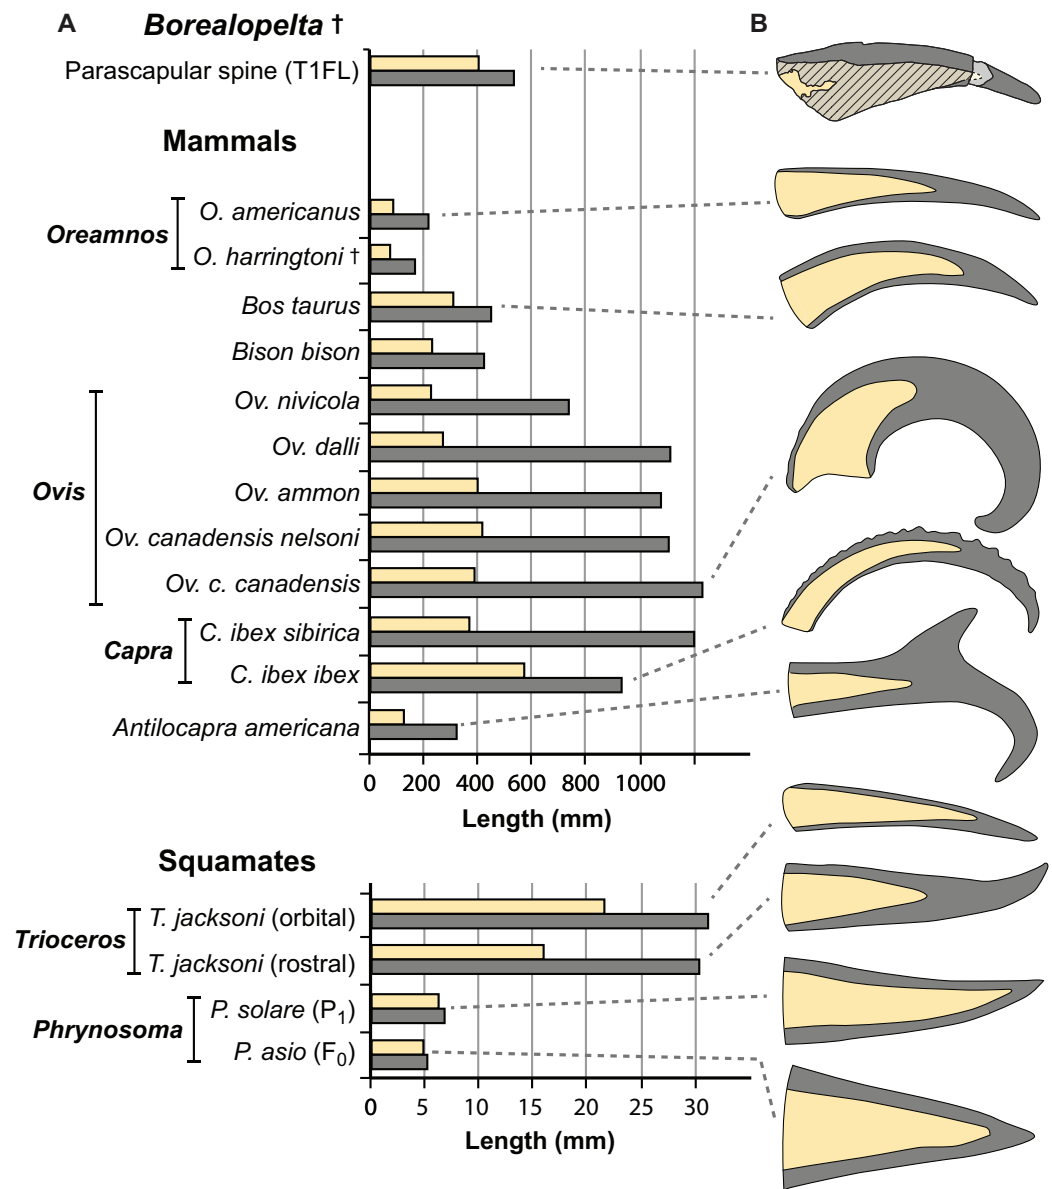 A
Borealopelta †
B
Parascapular spine (T1FL)
Mammals
Oreamnos
O. americanus
O. harringtoni †
Bos taurus
Bison bison
Ovis
Ov. nivicola
Ov. dalli
Ov. ammon
Ov. canadensis nelsoni
Ov. c. canadensis
Capra
C. ibex sibirica
C. ibex ibex
Antilocapra americana
0 200 400 600 800 1000
Length (mm)
Squamates
Trioceros
T. jacksoni (orbital)
T. jacksoni (rostral)
Phrynosoma
P. solare (P1)
P. asio (F0)
0 5 10 15 20 25 30
Length (mm)